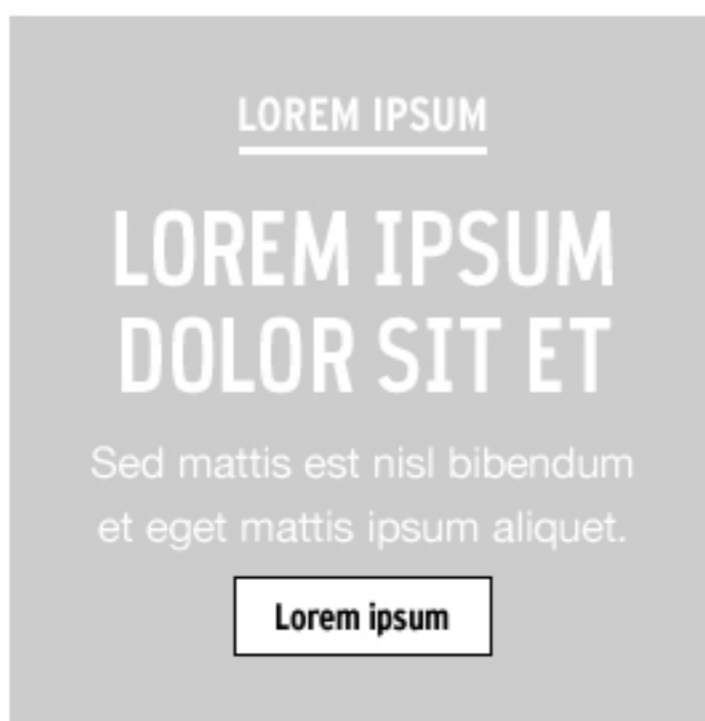 LOREM IPSUM
LOREM IPSUM
DOLOR SIT ET
Sed mattis est nisl bibendum
et eget mattis ipsum aliquet.
Lorem ipsum